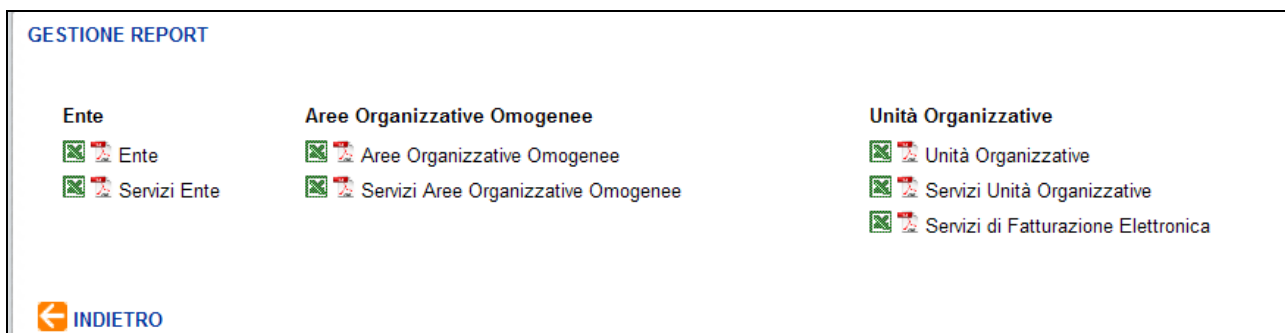 GESTIONE REPORT
Ente Aree Organizzative Omogenee Unità Organizzative
Ente Aree Organizzative Omogenee Unità Organizzative
Servizi Ente Servizi Aree Organizzative Omogenee Servizi Unità Organizzative
Servizi di Fatturazione Elettronica
INDIETRO